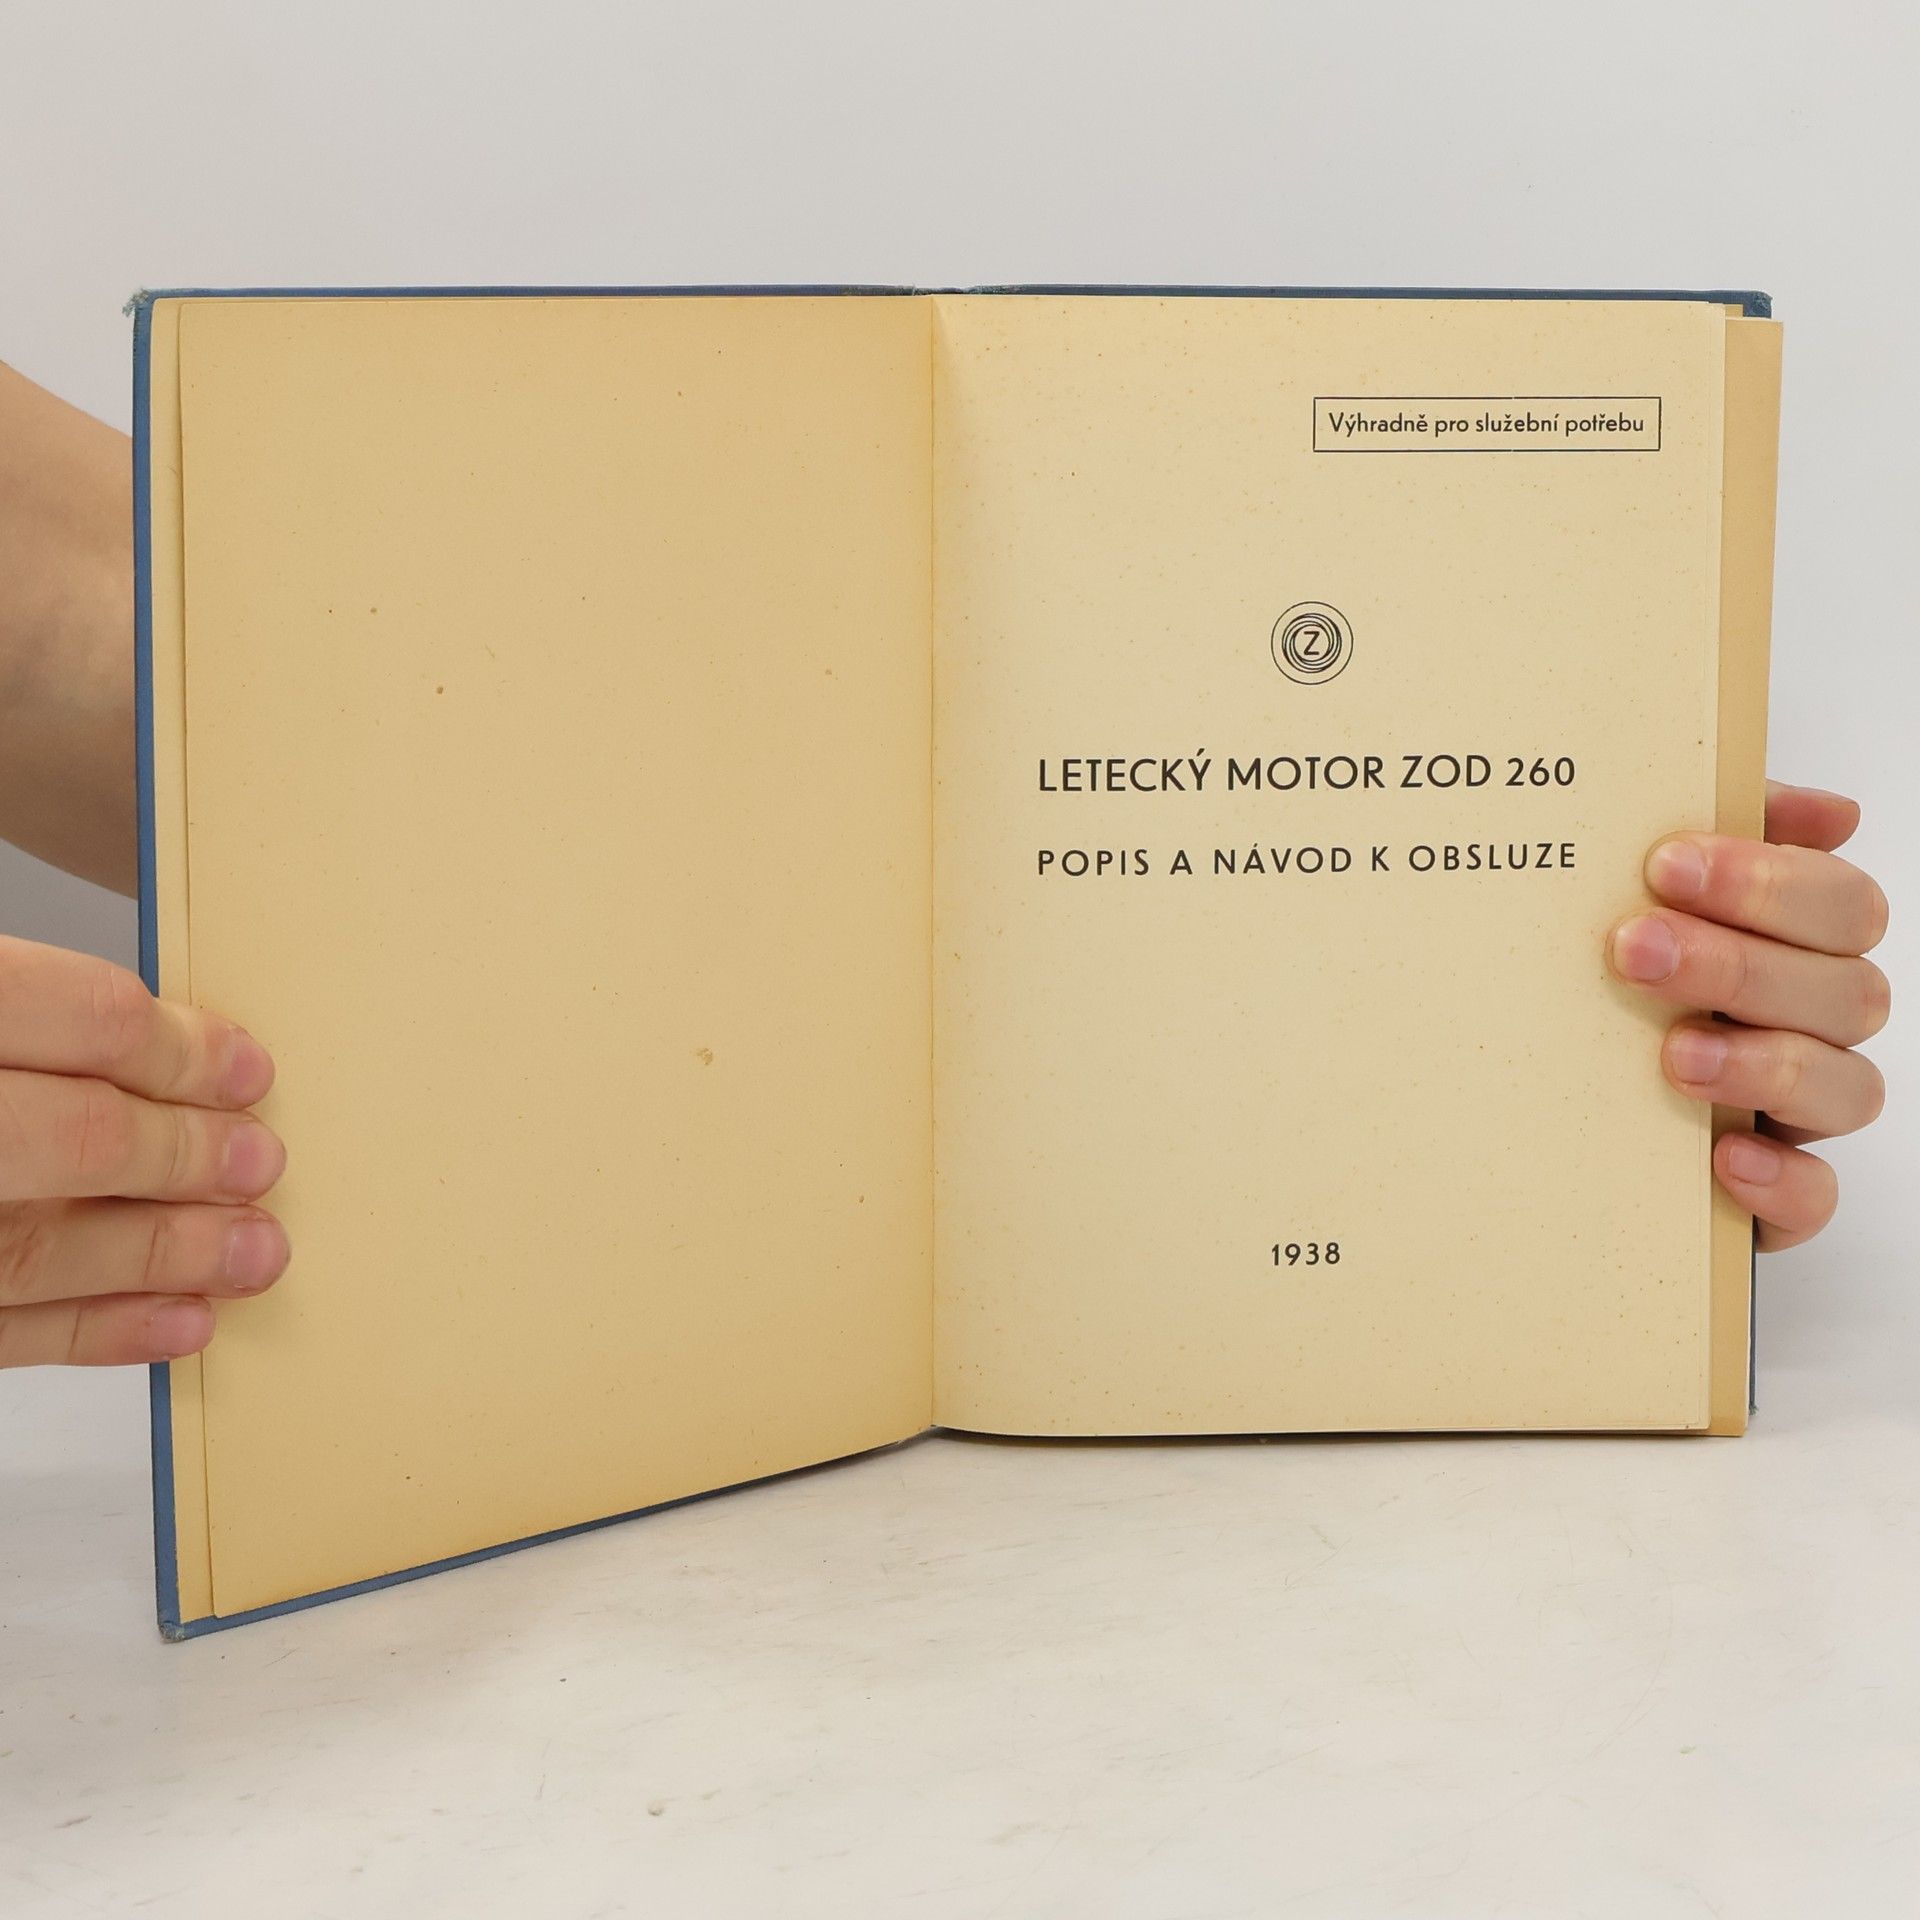 Výhradně pro služební potřebu
Z
LETECKÝ MOTOR ZOD 260
POPIS A NÁVOD K OBSLUZE
1938